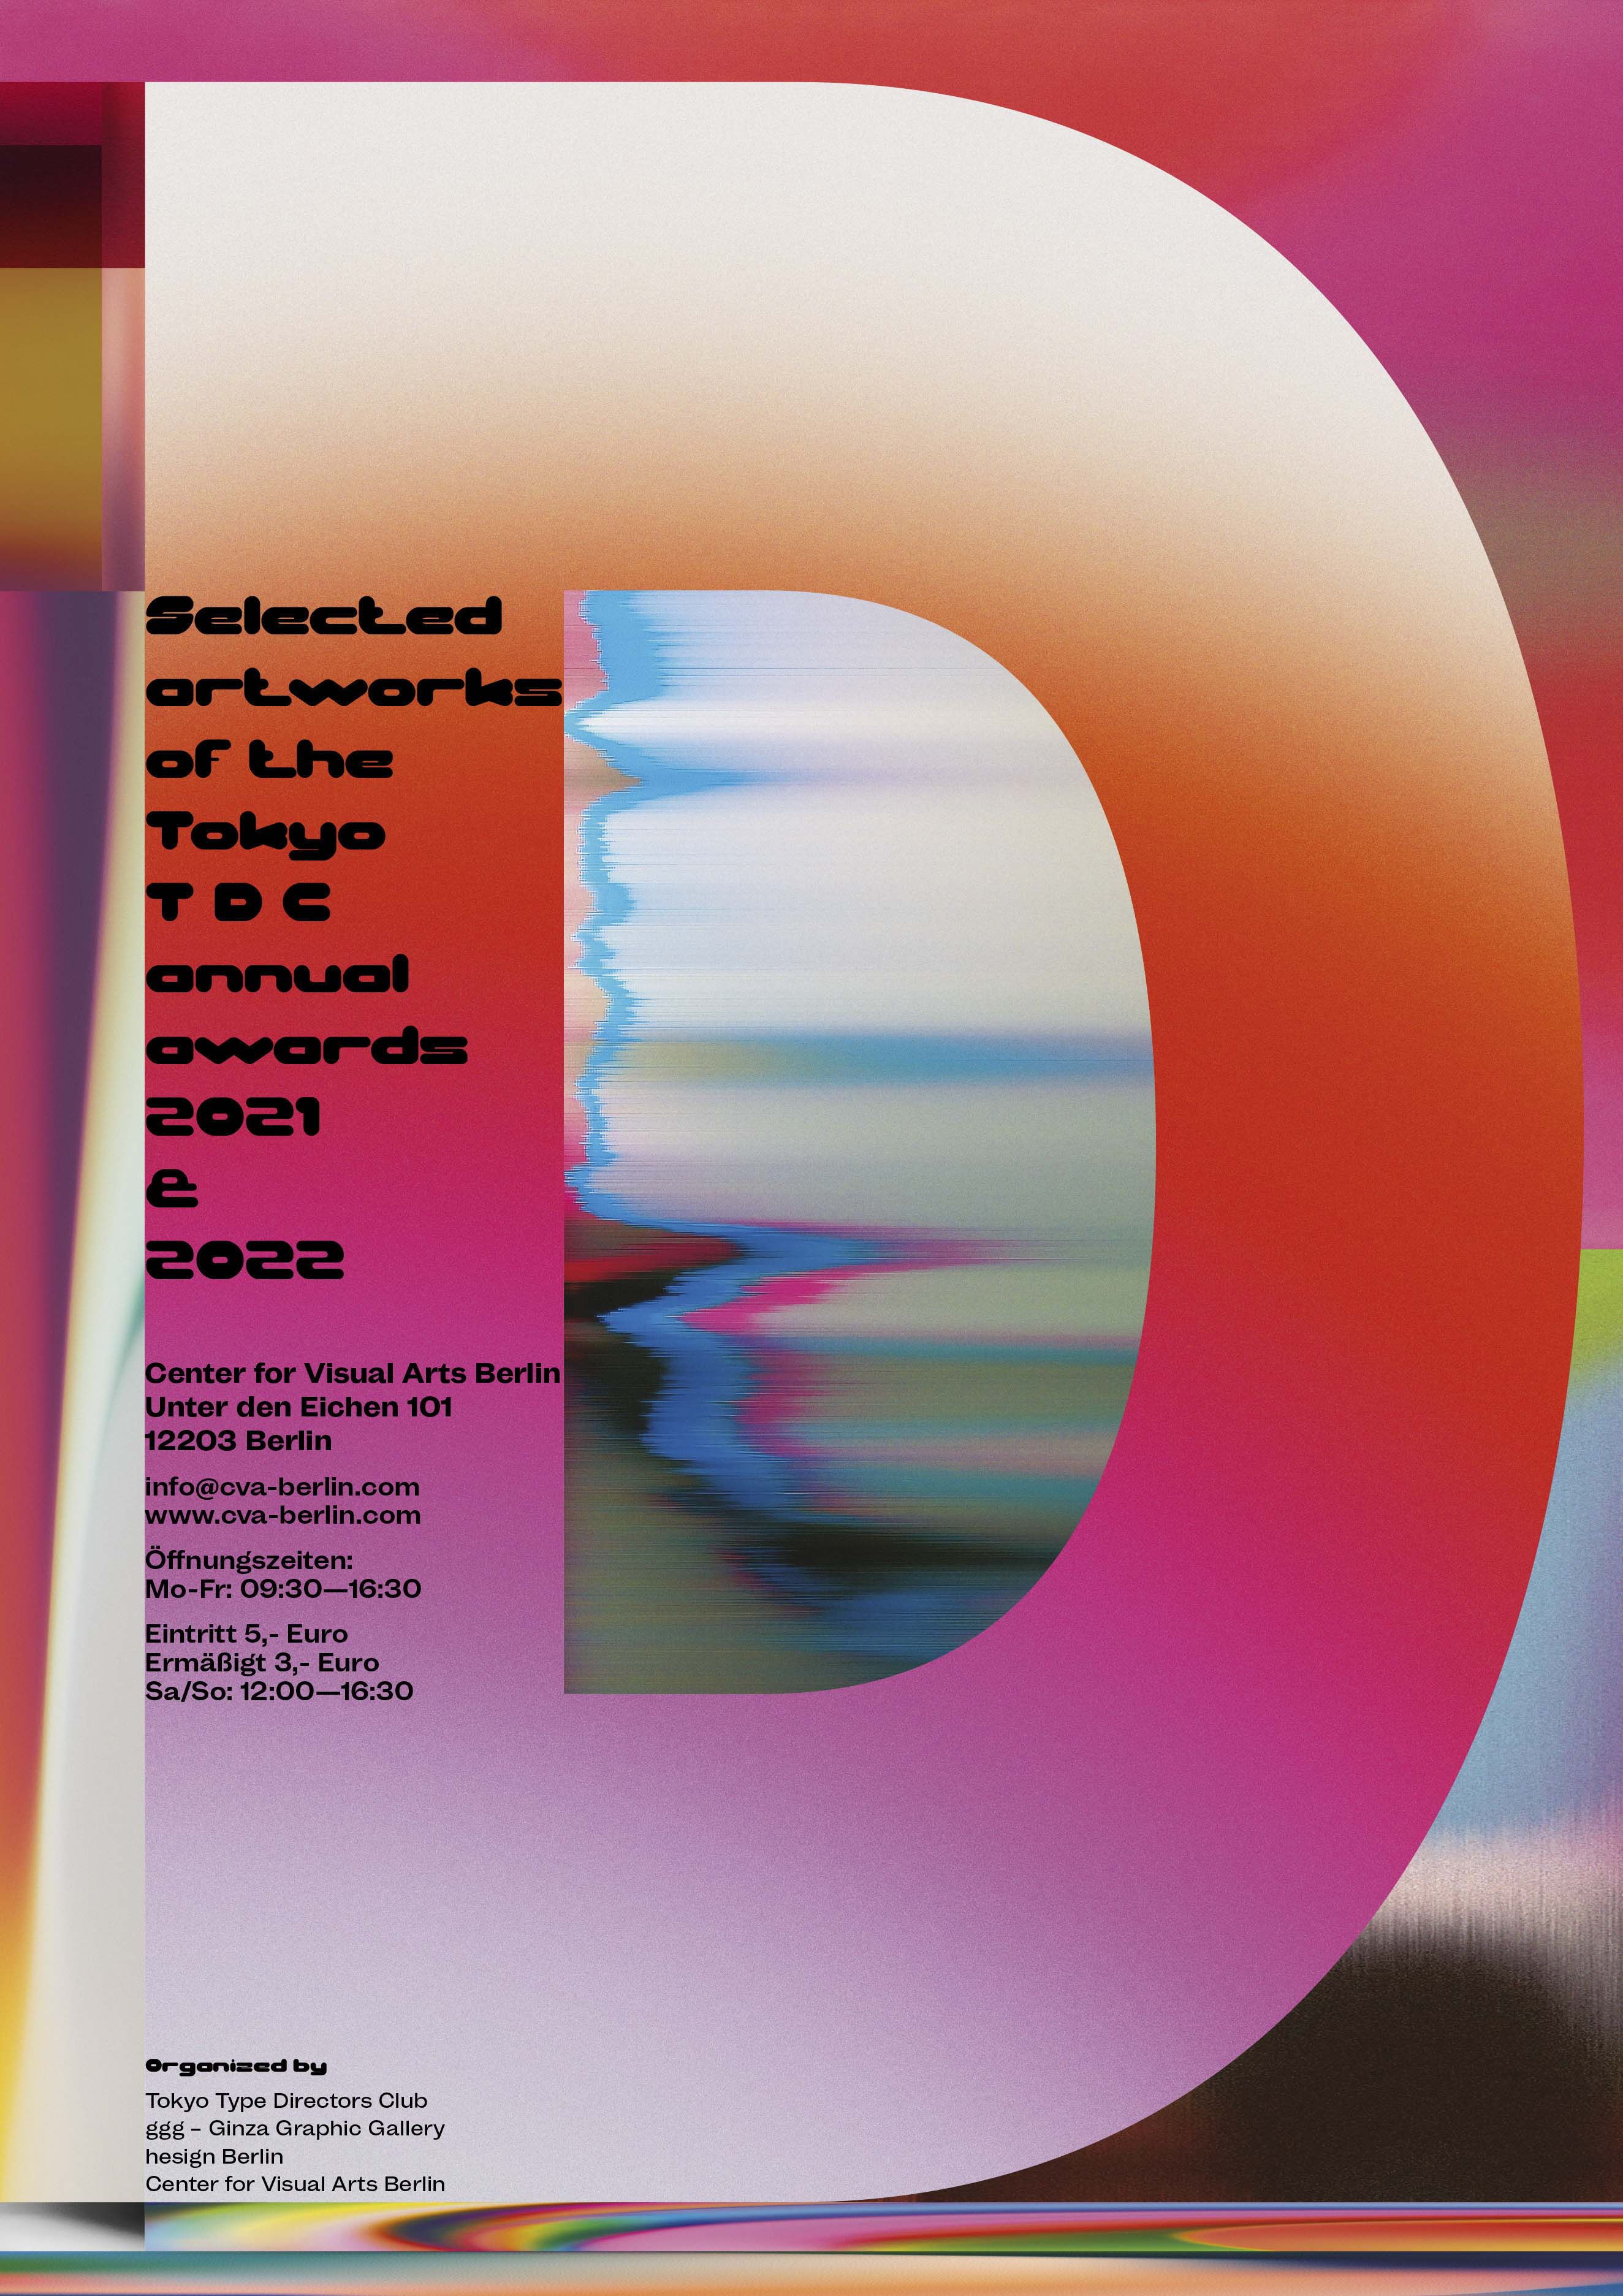 D
Selected
artworks
of the
Tokyo
T D C
annual
awards
2021
&
2022
Center for Visual Arts Berlin
Unter den Eichen 101
12203 Berlin
info@cva-berlin.com
www.cva-berlin.com
Öffnungszeiten:
Mo-Fr: 09:30—16:30
Eintritt 5,- Euro
Ermäßigt 3,- Euro
Sa/So: 12:00—16:30
Organized by
Tokyo Type Directors Club
ggg – Ginza Graphic Gallery
hesign Berlin
Center for Visual Arts Berlin